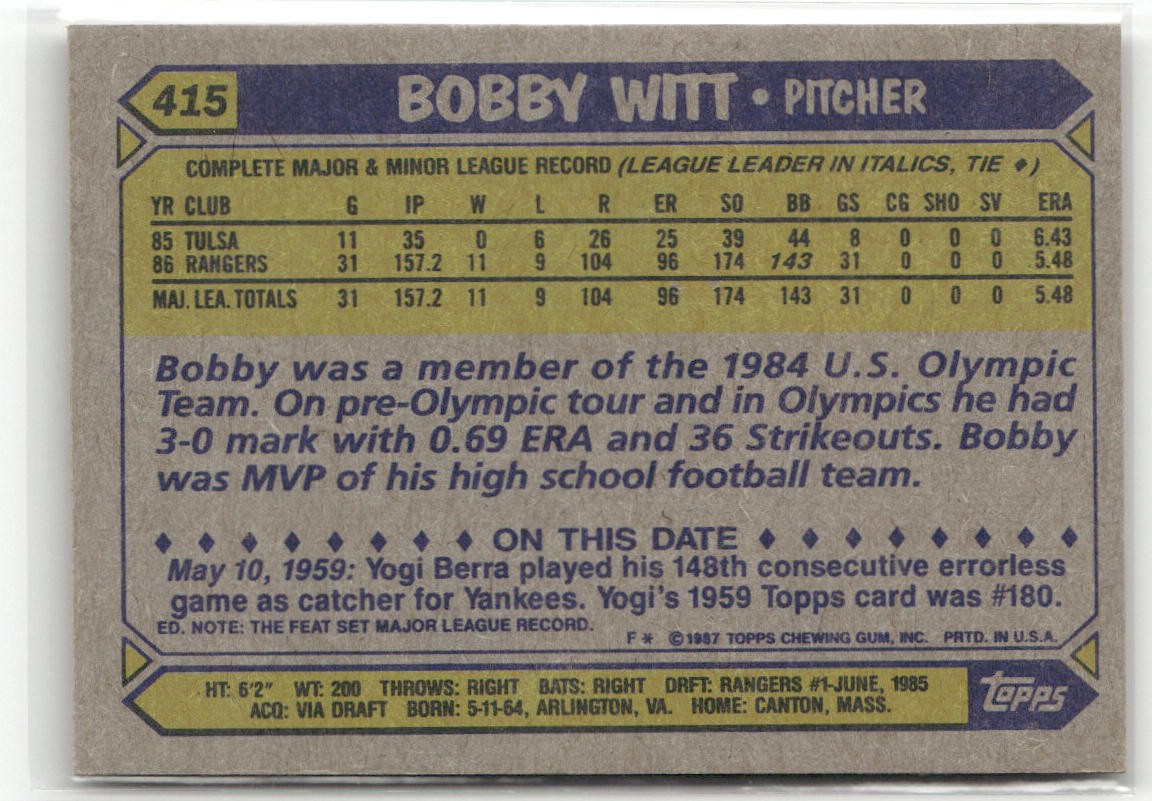 415 BOBBY WITT • PITCHER
COMPLETE MAJOR & MINOR LEAGUE RECORD (LEAGUE LEADER IN ITALICS, TIE ♦)
YR CLUB G IP W L R ER SO BB GS CG SHO SV ERA
85 TULSA 11 35 0 6 26 25 39 44 8 0 0 0 6.43
86 RANGERS 31 157.2 11 9 104 96 174 143 31 0 0 0 5.48
MAJ. LEA. TOTALS 31 157.2 11 9 104 96 174 143 31 0 0 0 5.48
Bobby was a member of the 1984 U.S. Olympic
Team. On pre-Olympic tour and in Olympics he had
3-0 mark with 0.69 ERA and 36 Strikeouts. Bobby
was MVP of his high school football team.
♦ ♦ ♦ ♦ ♦ ♦ ♦ ♦ ON THIS DATE ♦ ♦ ♦ ♦ ♦ ♦ ♦ ♦
May 10, 1959: Yogi Berra played his 148th consecutive errorless
game as catcher for Yankees. Yogi's 1959 Topps card was #180.
ED. NOTE: THE FEAT SET MAJOR LEAGUE RECORD.
F * © 1987 TOPPS CHEWING GUM, INC. PRTD. IN U.S.A.
HT: 6'2" WT: 200 THROWS: RIGHT BATS: RIGHT DRFT: RANGERS #1-JUNE, 1985
ACQ: VIA DRAFT BORN: 5-11-64, ARLINGTON, VA. HOME: CANTON, MASS.
topps